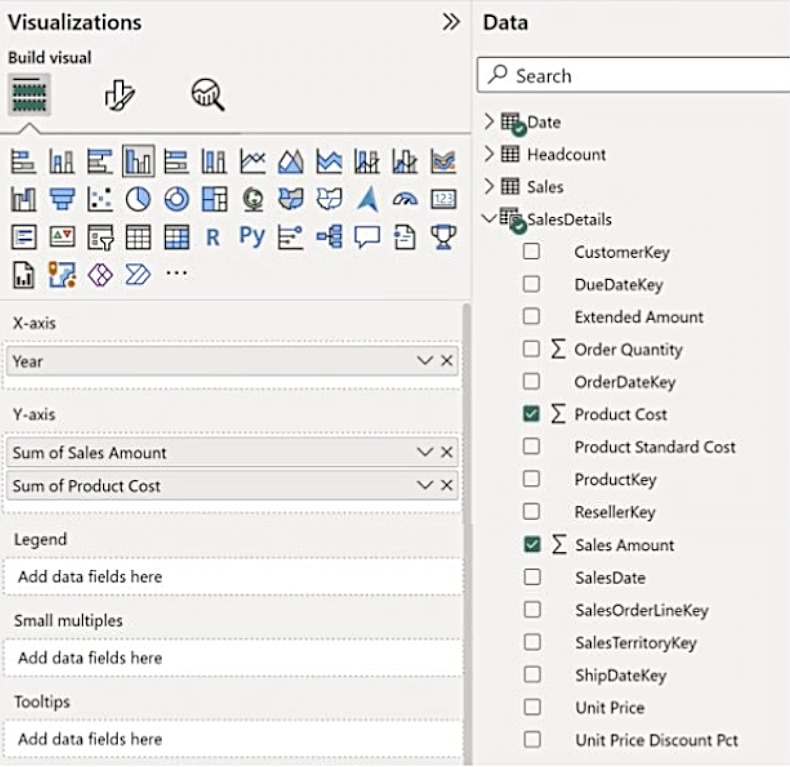 Visualizations
Build visual
123
R
Py
X-axis
Year
Y-axis
Sum of Sales Amount
Sum of Product Cost
Legend
Add data fields here
Small multiples
Add data fields here
Tooltips
Add data fields here
Data
Search
Date
Headcount
Sales
SalesDetails
CustomerKey
DueDateKey
Extended Amount
∑ Order Quantity
OrderDateKey
∑ Product Cost
Product Standard Cost
ProductKey
ResellerKey
∑ Sales Amount
SalesDate
SalesOrderLineKey
SalesTerritoryKey
ShipDateKey
Unit Price
Unit Price Discount Pct